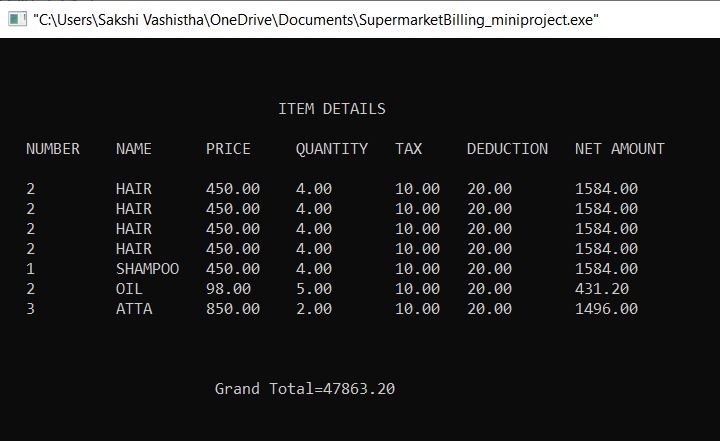 "C:\Users\Sakshi Vashistha\OneDrive\Documents\SupermarketBilling_miniproject.exe"
ITEM DETAILS
NUMBER NAME PRICE QUANTITY TAX DEDUCTION NET AMOUNT
2 HAIR 450.00 4.00 10.00 20.00 1584.00
2 HAIR 450.00 4.00 10.00 20.00 1584.00
2 HAIR 450.00 4.00 10.00 20.00 1584.00
2 HAIR 450.00 4.00 10.00 20.00 1584.00
1 SHAMPOO 450.00 4.00 10.00 20.00 1584.00
2 OIL 98.00 5.00 10.00 20.00 431.20
3 ATTA 850.00 2.00 10.00 20.00 1496.00
Grand Total=47863.20